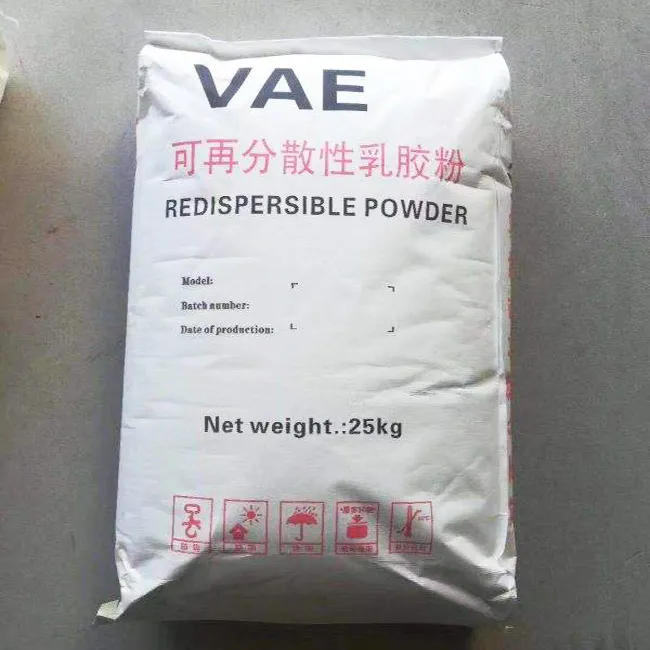 VAE
可再分散性乳胶粉
REDISPERSIBLE POWDER
Model:
Batch number:
Date of production:
Net weight.:25kg